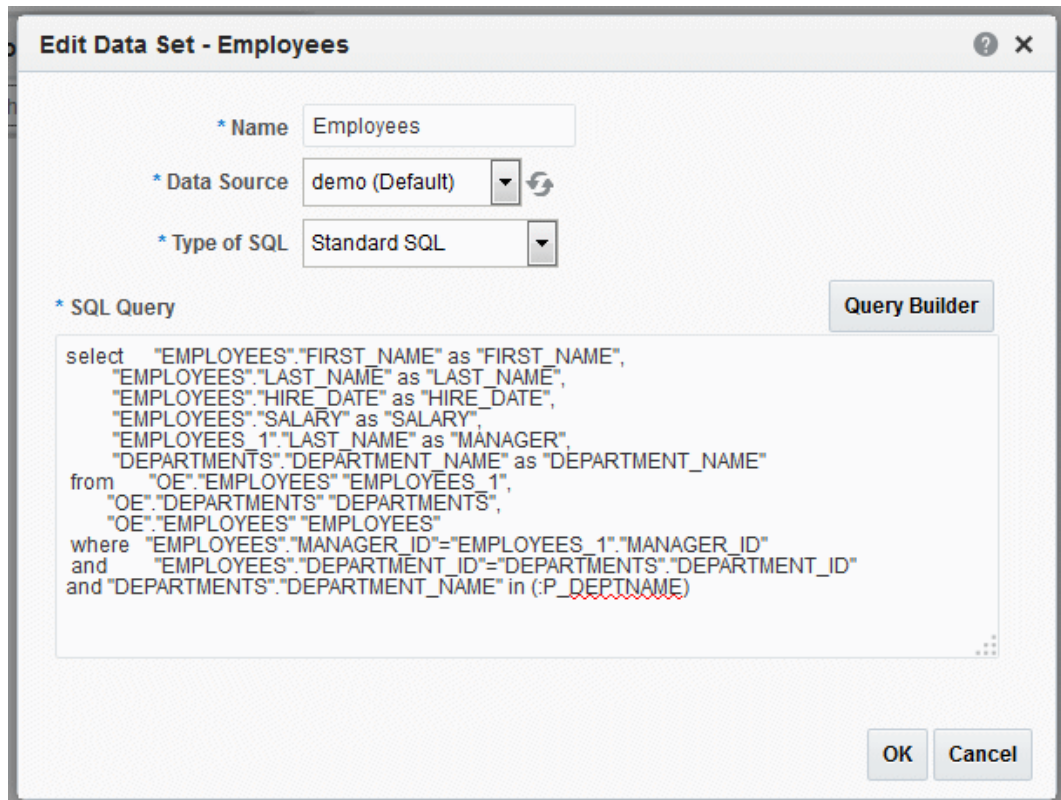 Edit Data Set - Employees
* Name Employees
* Data Source demo (Default)
* Type of SQL Standard SQL
* SQL Query
Query Builder
select "EMPLOYEES"."FIRST_NAME" as "FIRST_NAME",
"EMPLOYEES"."LAST_NAME" as "LAST_NAME",
"EMPLOYEES"."HIRE_DATE" as "HIRE_DATE",
"EMPLOYEES"."SALARY" as "SALARY",
"EMPLOYEES_1"."LAST_NAME" as "MANAGER",
"DEPARTMENTS"."DEPARTMENT_NAME" as "DEPARTMENT_NAME"
from "OE"."EMPLOYEES" "EMPLOYEES_1",
"OE"."DEPARTMENTS" "DEPARTMENTS",
"OE"."EMPLOYEES" "EMPLOYEES"
where "EMPLOYEES"."MANAGER_ID"="EMPLOYEES_1"."MANAGER_ID"
and "EMPLOYEES"."DEPARTMENT_ID"="DEPARTMENTS"."DEPARTMENT_ID"
and "DEPARTMENTS"."DEPARTMENT_NAME" in (:P_DEPTNAME)
OK Cancel